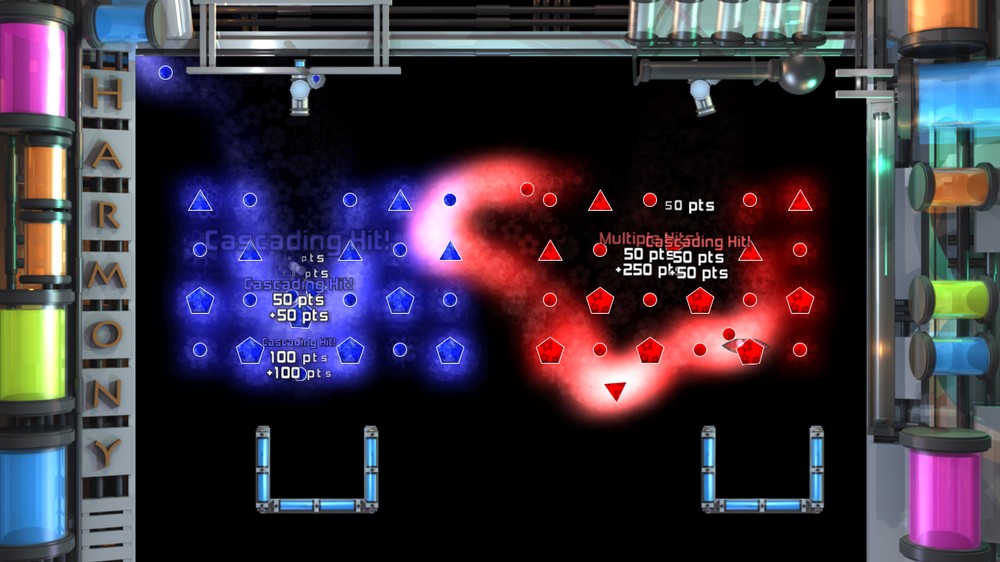 HARMONY
Cascading Hit!
pts
pts
Cascading Hit!
50 pts
+50 pts
Cascading Hit!
100 pts
+100 pts
50 pts
Multiple Hits!
Cascading Hit!
50 pts
50 pts
+250 pts
50 pts